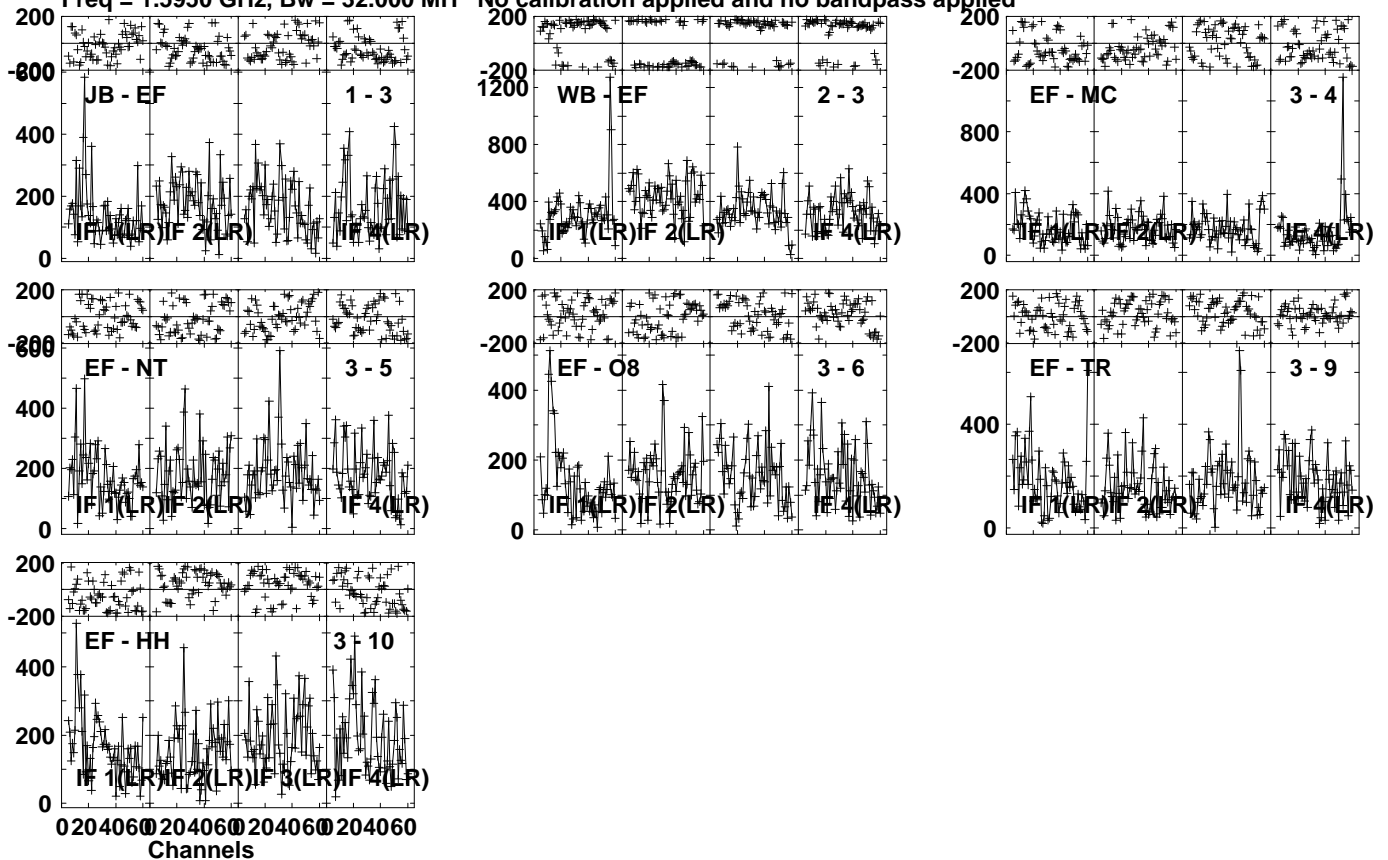 Freq = 1.5950 GHz, Bw = 32.000 MH No calibration applied and no bandpass applied
200
-200
600
400
200
0
JB - EF 1 - 3
IF 1(LR) IF 2(LR) IF 4(LR)
200
-200
1200
800
400
0
WB - EF 2 - 3
IF 1(LR) IF 2(LR) IF 4(LR)
200
-200
800
400
0
EF - MC 3 - 4
IF 1(LR) IF 2(LR) IF 4(LR)
200
-200
600
400
200
0
EF - NT 3 - 5
IF 1(LR) IF 2(LR) IF 4(LR)
200
-200
400
200
0
EF - O8 3 - 6
IF 1(LR) IF 2(LR) IF 4(LR)
200
-200
400
0
EF - TR 3 - 9
IF 1(LR) IF 2(LR) IF 4(LR)
200
-200
400
200
0
EF - HH 3 - 10
IF 1(LR) IF 2(LR) IF 3(LR) IF 4(LR)
0 20 40 60 0 20 40 60 0 20 40 60 0 20 40 60
Channels